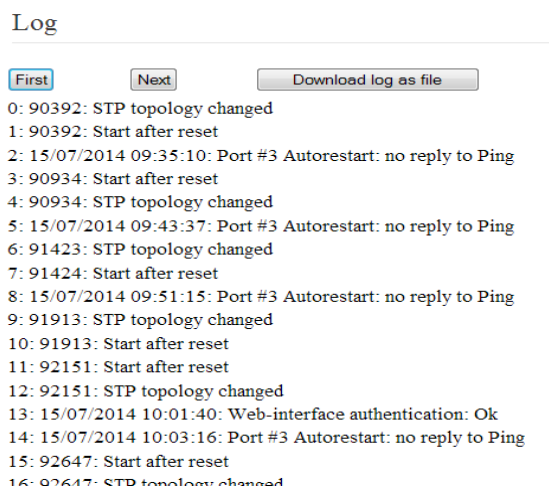 Log
First Next Download log as file
0: 90392: STP topology changed
1: 90392: Start after reset
2: 15/07/2014 09:35:10: Port #3 Autorestart: no reply to Ping
3: 90934: Start after reset
4: 90934: STP topology changed
5: 15/07/2014 09:43:37: Port #3 Autorestart: no reply to Ping
6: 91423: STP topology changed
7: 91424: Start after reset
8: 15/07/2014 09:51:15: Port #3 Autorestart: no reply to Ping
9: 91913: STP topology changed
10: 91913: Start after reset
11: 92151: Start after reset
12: 92151: STP topology changed
13: 15/07/2014 10:01:40: Web-interface authentication: Ok
14: 15/07/2014 10:03:16: Port #3 Autorestart: no reply to Ping
15: 92647: Start after reset
16: 92647: STP topology changed